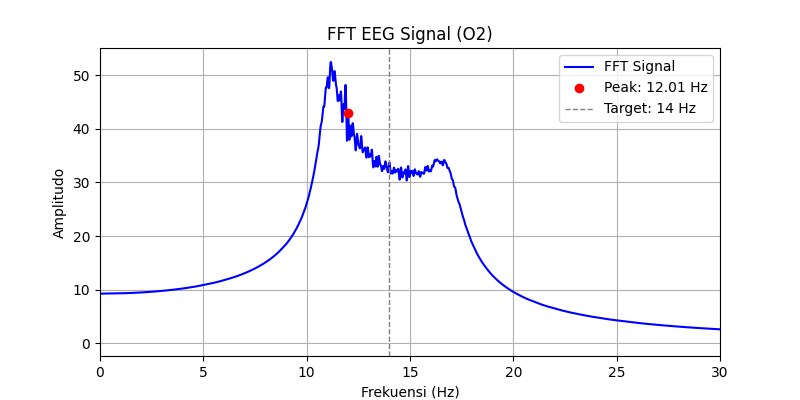 FFT EEG Signal (O2)
FFT Signal
Peak: 12.01 Hz
Target: 14 Hz
Amplitudo
50
40
30
20
10
0
0 5 10 15 20 25 30
Frekuensi (Hz)